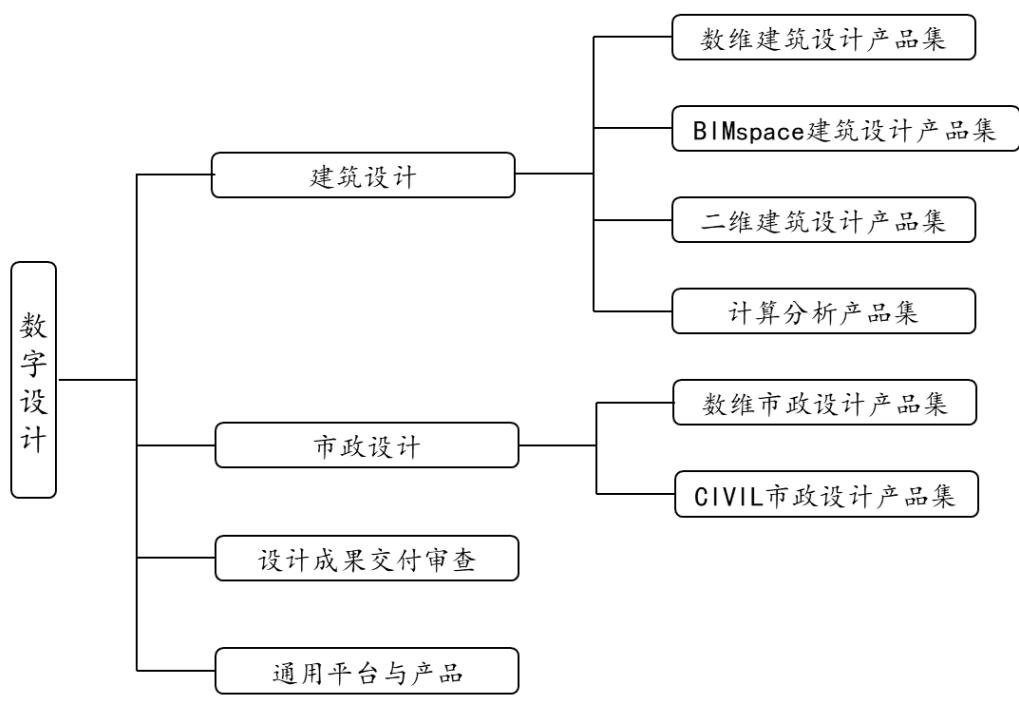 数字设计
建筑设计
数维建筑设计产品集
BIMspace建筑设计产品集
二维建筑设计产品集
计算分析产品集
市政设计
数维市政设计产品集
CIVIL市政设计产品集
设计成果交付审查
通用平台与产品